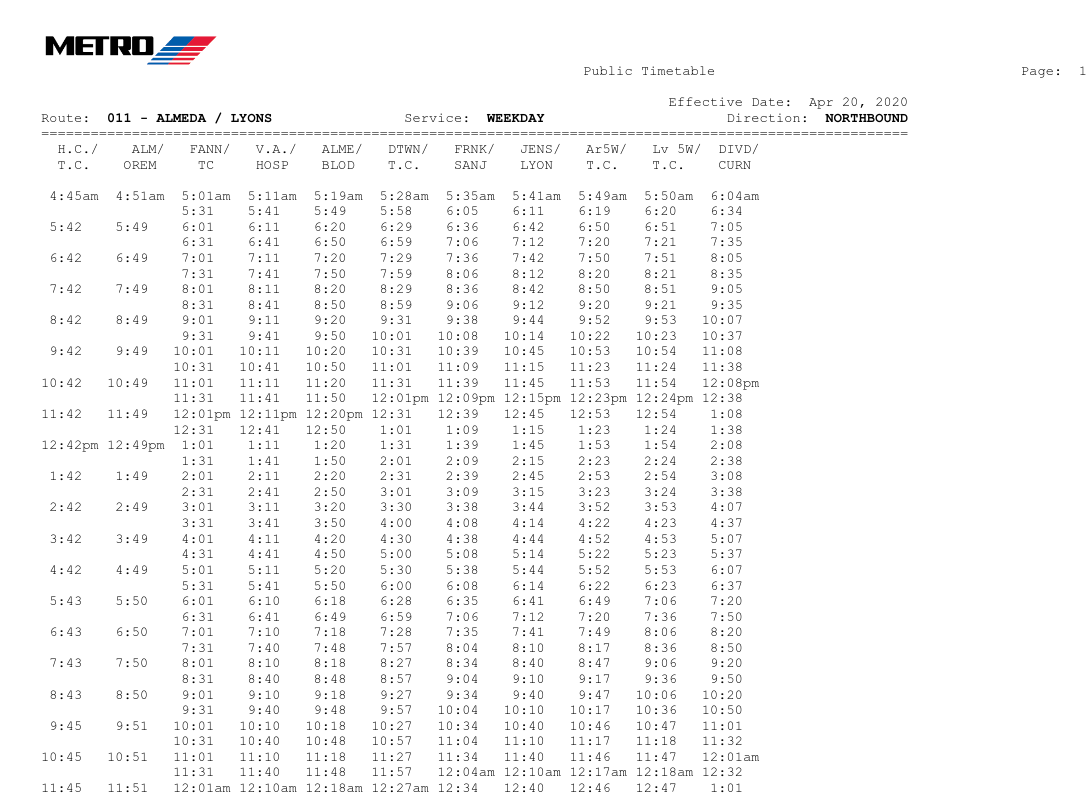 METRO
Public Timetable Page: 1
Effective Date: Apr 20, 2020
Route: 011 - ALMEDA / LYONS Service: WEEKDAY Direction: NORTHBOUND
=========================================================================================================
H.C./ ALM/ FANN/ V.A./ ALME/ DTWN/ FRNK/ JENS/ Ar5W/ Lv 5W/ DIVD/
T.C. OREM TC HOSP BLOD T.C. SANJ LYON T.C. T.C. CURN
4:45am 4:51am 5:01am 5:11am 5:19am 5:28am 5:35am 5:41am 5:49am 5:50am 6:04am
5:31 5:41 5:49 5:58 6:05 6:11 6:19 6:20 6:34
5:42 5:49 6:01 6:11 6:20 6:29 6:36 6:42 6:50 6:51 7:05
6:31 6:41 6:50 6:59 7:06 7:12 7:20 7:21 7:35
6:42 6:49 7:01 7:11 7:20 7:29 7:36 7:42 7:50 7:51 8:05
7:31 7:41 7:50 7:59 8:06 8:12 8:20 8:21 8:35
7:42 7:49 8:01 8:11 8:20 8:29 8:36 8:42 8:50 8:51 9:05
8:31 8:41 8:50 8:59 9:06 9:12 9:20 9:21 9:35
8:42 8:49 9:01 9:11 9:20 9:31 9:38 9:44 9:52 9:53 10:07
9:31 9:41 9:50 10:01 10:08 10:14 10:22 10:23 10:37
9:42 9:49 10:01 10:11 10:20 10:31 10:39 10:45 10:53 10:54 11:08
10:31 10:41 10:50 11:01 11:09 11:15 11:23 11:24 11:38
10:42 10:49 11:01 11:11 11:20 11:31 11:39 11:45 11:53 11:54 12:08pm
11:31 11:41 11:50 12:01pm 12:09pm 12:15pm 12:23pm 12:24pm 12:38
11:42 11:49 12:01pm 12:11pm 12:20pm 12:31 12:39 12:45 12:53 12:54 1:08
12:31 12:41 12:50 1:01 1:09 1:15 1:23 1:24 1:38
12:42pm 12:49pm 1:01 1:11 1:20 1:31 1:39 1:45 1:53 1:54 2:08
1:31 1:41 1:50 2:01 2:09 2:15 2:23 2:24 2:38
1:42 1:49 2:01 2:11 2:20 2:31 2:39 2:45 2:53 2:54 3:08
2:31 2:41 2:50 3:01 3:09 3:15 3:23 3:24 3:38
2:42 2:49 3:01 3:11 3:20 3:30 3:38 3:44 3:52 3:53 4:07
3:31 3:41 3:50 4:00 4:08 4:14 4:22 4:23 4:37
3:42 3:49 4:01 4:11 4:20 4:30 4:38 4:44 4:52 4:53 5:07
4:31 4:41 4:50 5:00 5:08 5:14 5:22 5:23 5:37
4:42 4:49 5:01 5:11 5:20 5:30 5:38 5:44 5:52 5:53 6:07
5:31 5:41 5:50 6:00 6:08 6:14 6:22 6:23 6:37
5:43 5:50 6:01 6:10 6:18 6:28 6:35 6:41 6:49 7:06 7:20
6:31 6:41 6:49 6:59 7:06 7:12 7:20 7:36 7:50
6:43 6:50 7:01 7:10 7:18 7:28 7:35 7:41 7:49 8:06 8:20
7:31 7:40 7:48 7:57 8:04 8:10 8:17 8:36 8:50
7:43 7:50 8:01 8:10 8:18 8:27 8:34 8:40 8:47 9:06 9:20
8:31 8:40 8:48 8:57 9:04 9:10 9:17 9:36 9:50
8:43 8:50 9:01 9:10 9:18 9:27 9:34 9:40 9:47 10:06 10:20
9:31 9:40 9:48 9:57 10:04 10:10 10:17 10:36 10:50
9:45 9:51 10:01 10:10 10:18 10:27 10:34 10:40 10:46 10:47 11:01
10:31 10:40 10:48 10:57 11:04 11:10 11:17 11:18 11:32
10:45 10:51 11:01 11:10 11:18 11:27 11:34 11:40 11:46 11:47 12:01am
11:31 11:40 11:48 11:57 12:04am 12:10am 12:17am 12:18am 12:32
11:45 11:51 12:01am 12:10am 12:18am 12:27am 12:34 12:40 12:46 12:47 1:01